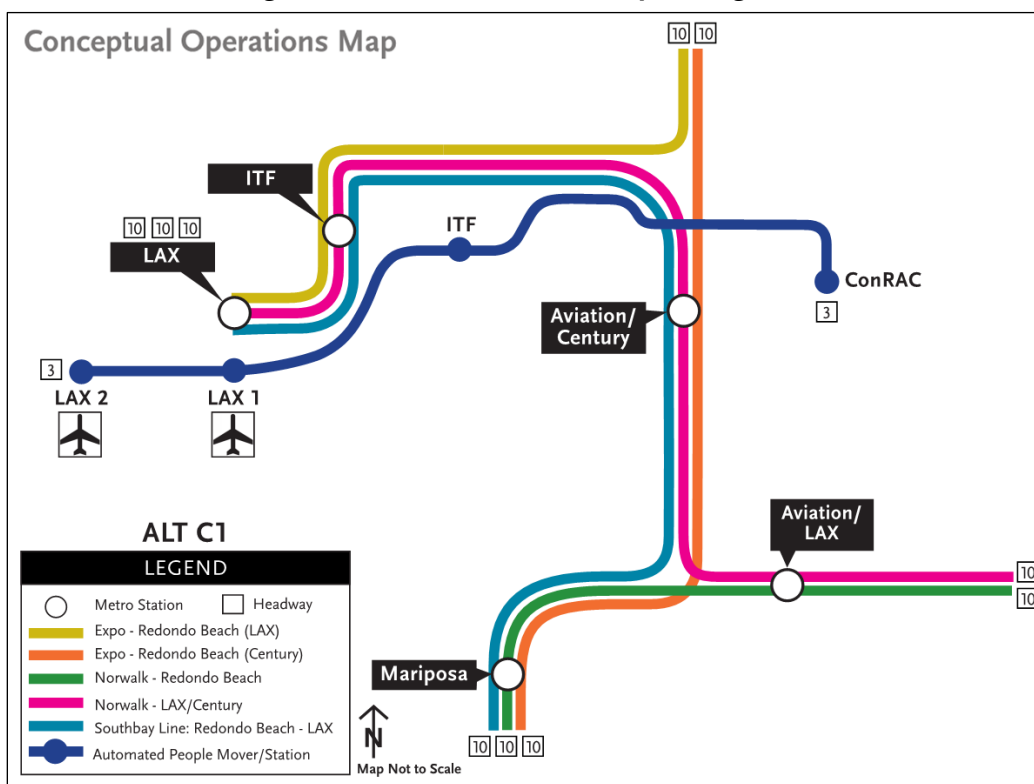 Conceptual Operations Map
10 10
ITF
10 10 10
LAX
ITF
ConRAC
3
Aviation/
Century
3
LAX 2
LAX 1
Aviation/
LAX
10
10
Mariposa
10 10 10
N
Map Not to Scale
ALT C1
LEGEND
Metro Station
Headway
Expo - Redondo Beach (LAX)
Expo - Redondo Beach (Century)
Norwalk - Redondo Beach
Norwalk - LAX/Century
Southbay Line: Redondo Beach - LAX
Automated People Mover/Station